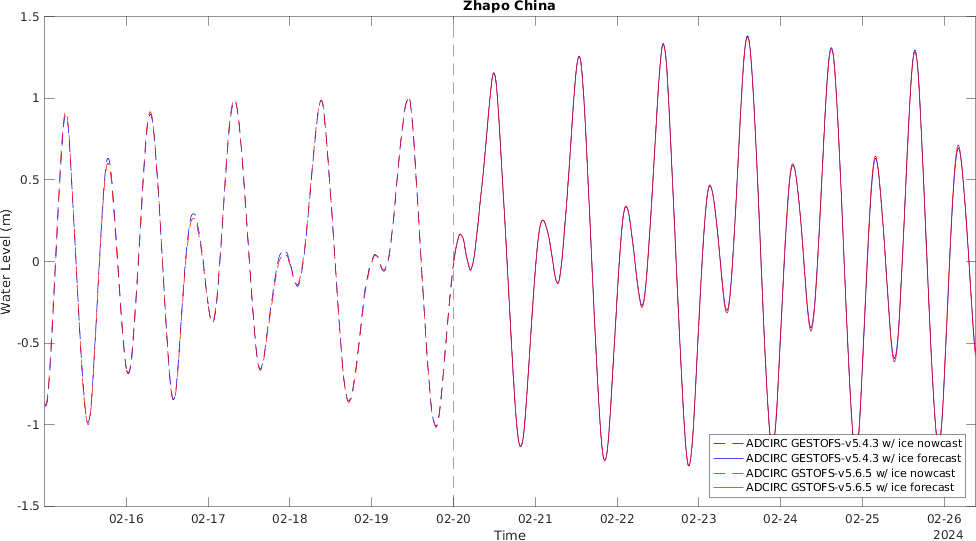 Zhapo China
1.5
1
0.5
0
-0.5
-1
-1.5
Water Level (m)
02-16 02-17 02-18 02-19 02-20 02-21 02-22 02-23 02-24 02-25 02-26
Time
2024
ADCIRC GESTOFS-v5.4.3 w/ ice nowcast
ADCIRC GESTOFS-v5.4.3 w/ ice forecast
ADCIRC GSTOFS-v5.6.5 w/ ice nowcast
ADCIRC GSTOFS-v5.6.5 w/ ice forecast